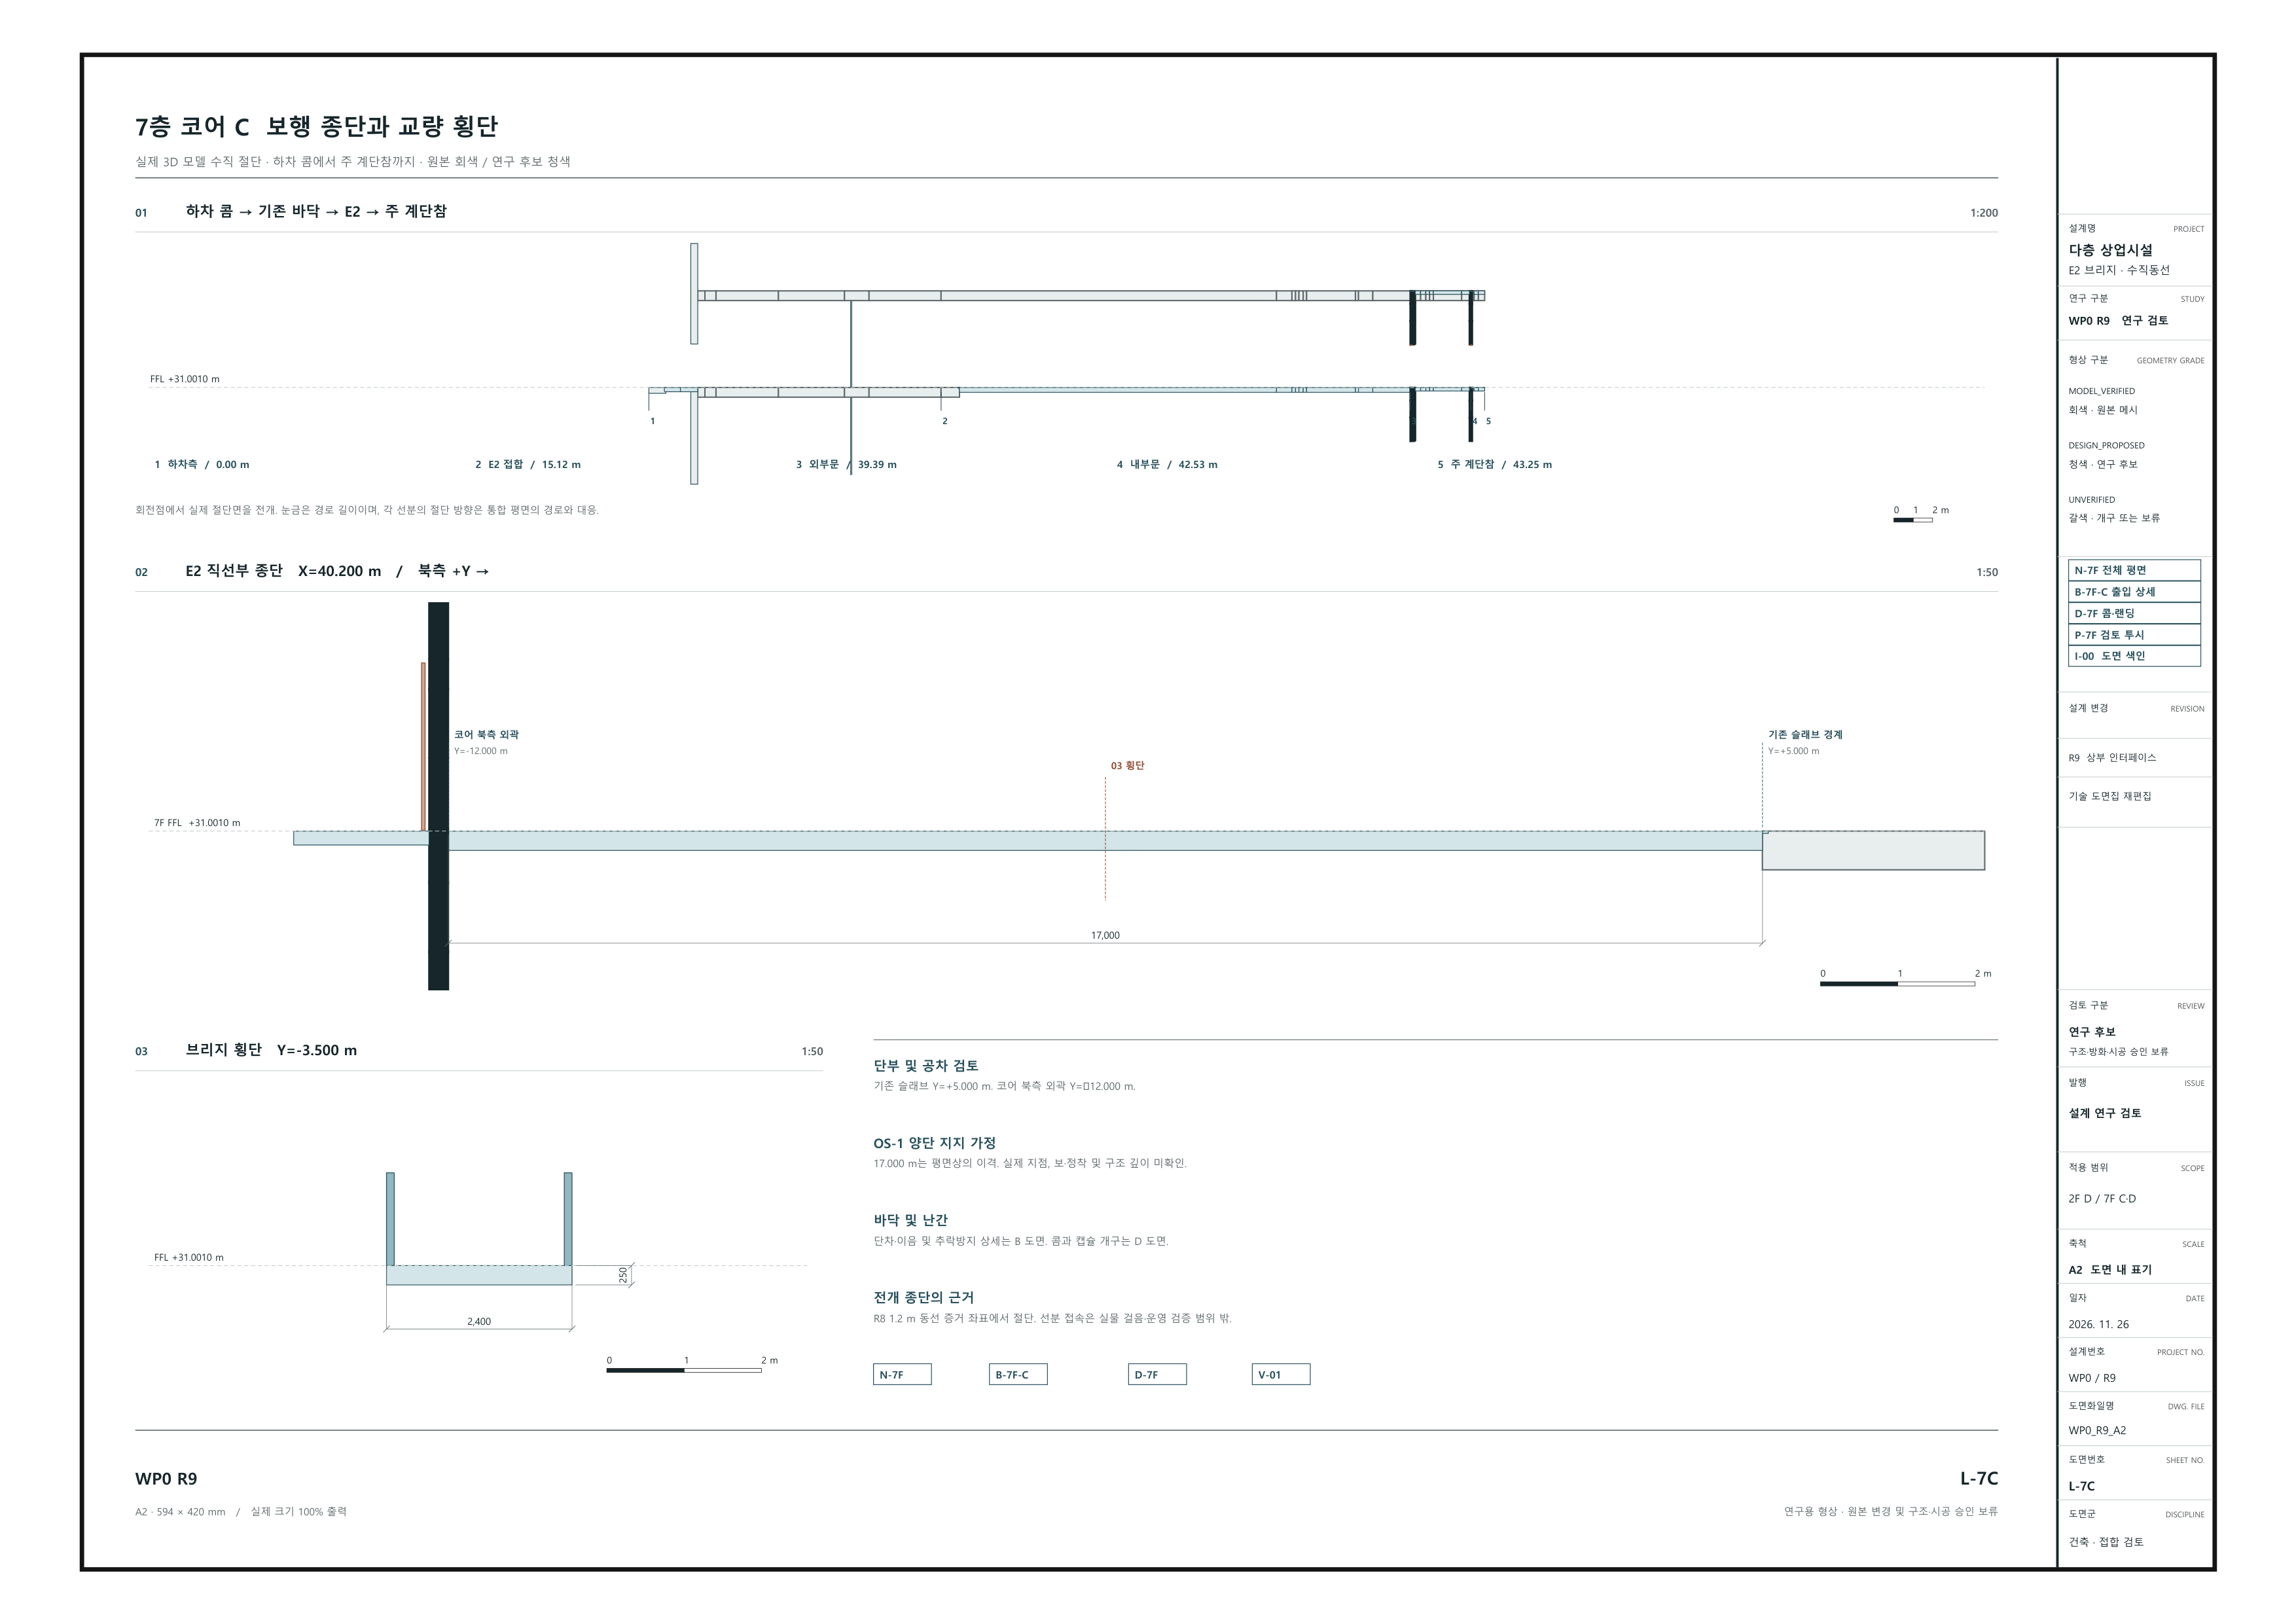 7층 코어 C 보행 종단과 교량 횡단
실제 3D 모델 수직 절단 · 하차 콤에서 주 계단참까지 · 원본 회색 / 연구 후보 청색
01 하차 콤 → 기존 바닥 → E2 → 주 계단참 1:200
FFL +31.0010 m
1 2 4 5
1 하차측 / 0.00 m 2 E2 접합 / 15.12 m 3 외부문 / 39.39 m 4 내부문 / 42.53 m 5 주 계단참 / 43.25 m
회전점에서 실제 절단면을 전개. 눈금은 경로 길이이며, 각 선분의 절단 방향은 통합 평면의 경로와 대응.
0 1 2 m
02 E2 직선부 종단 X=40.200 m / 북측 +Y → 1:50
코어 북측 외곽
Y=-12.000 m
03 횡단
기존 슬래브 경계
Y=+5.000 m
7F FFL +31.0010 m
17,000
0 1 2 m
03 브리지 횡단 Y=-3.500 m 1:50
FFL +31.0010 m
250
2,400
0 1 2 m
단부 및 공차 검토
기존 슬래브 Y=+5.000 m. 코어 북측 외곽 Y=▯12.000 m.
OS-1 양단 지지 가정
17.000 m는 평면상의 이격. 실제 지점, 보·정착 및 구조 깊이 미확인.
바닥 및 난간
단차·이음 및 추락방지 상세는 B 도면. 콤과 캡슐 개구는 D 도면.
전개 종단의 근거
R8 1.2 m 동선 증거 좌표에서 절단. 선분 접속은 실물 걸음·운영 검증 범위 밖.
N-7F B-7F-C D-7F V-01
WP0 R9
A2 · 594 × 420 mm / 실제 크기 100% 출력
L-7C
연구용 형상 · 원본 변경 및 구조·시공 승인 보류
설계명 PROJECT
다층 상업시설
E2 브리지 · 수직동선
연구 구분 STUDY
WP0 R9 연구 검토
형상 구분 GEOMETRY GRADE
MODEL_VERIFIED
회색 · 원본 메시
DESIGN_PROPOSED
청색 · 연구 후보
UNVERIFIED
갈색 · 개구 또는 보류
N-7F 전체 평면
B-7F-C 출입 상세
D-7F 콤·랜딩
P-7F 검토 투시
I-00 도면 색인
설계 변경 REVISION
R9 상부 인터페이스
기술 도면집 재편집
검토 구분 REVIEW
연구 후보
구조·방화·시공 승인 보류
발행 ISSUE
설계 연구 검토
적용 범위 SCOPE
2F D / 7F C·D
축척 SCALE
A2 도면 내 표기
일자 DATE
2026. 11. 26
설계번호 PROJECT NO.
WP0 / R9
도면화일명 DWG. FILE
WP0_R9_A2
도면번호 SHEET NO.
L-7C
도면군 DISCIPLINE
건축 · 접합 검토